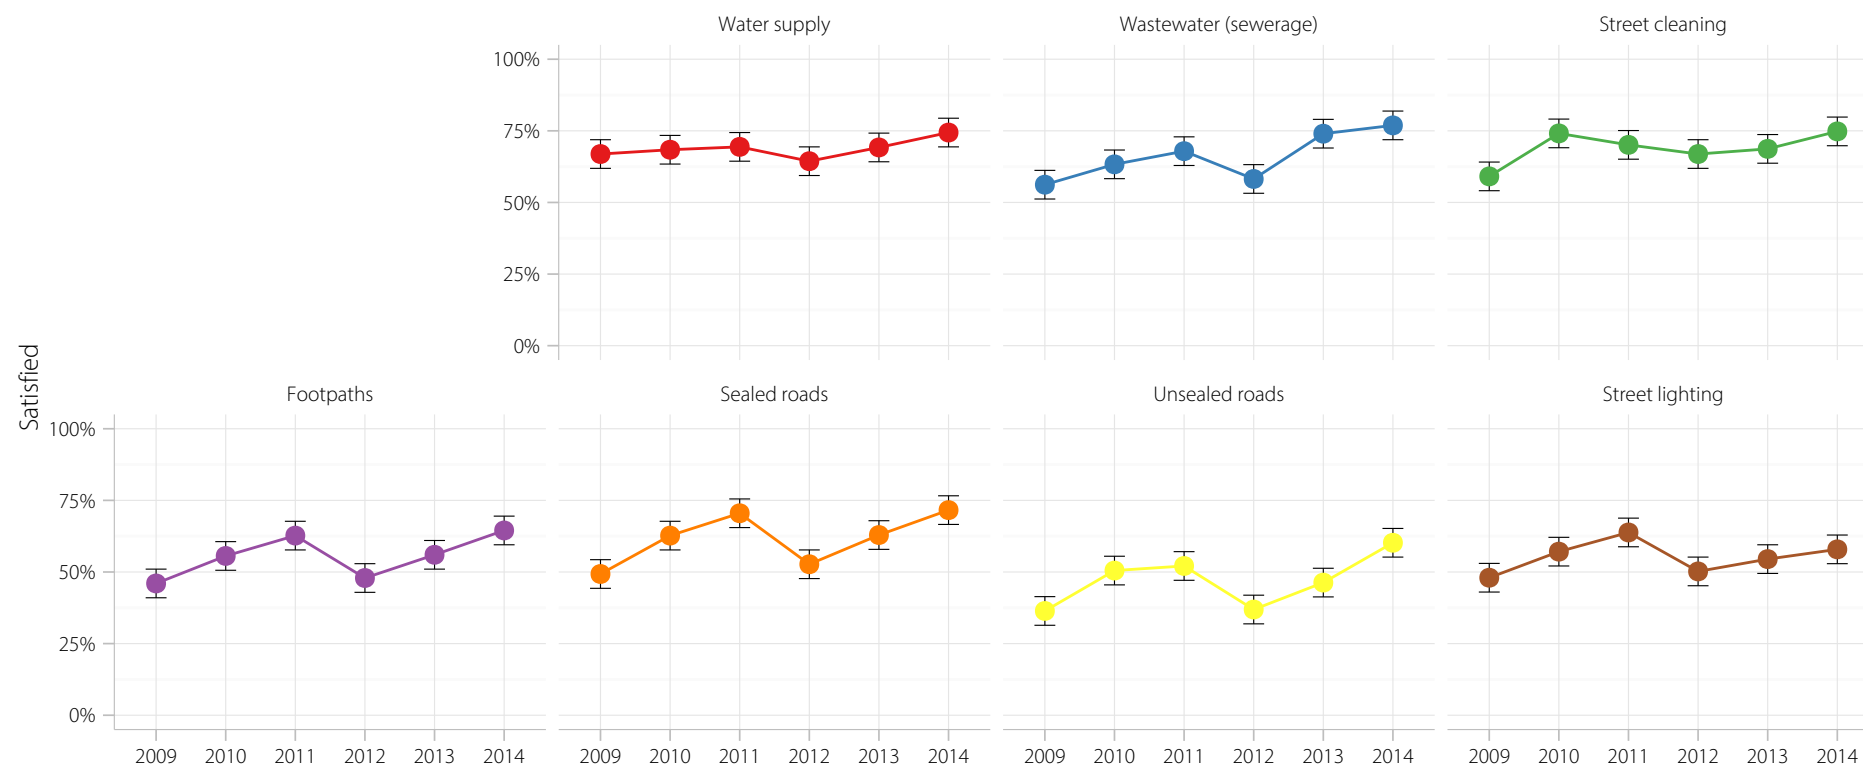 Water supply
Wastewater (sewerage)
Street cleaning
100%
75%
50%
25%
0%
Satisfied
Footpaths
Sealed roads
Unsealed roads
Street lighting
100%
75%
50%
25%
0%
2009 2010 2011 2012 2013 2014
2009 2010 2011 2012 2013 2014
2009 2010 2011 2012 2013 2014
2009 2010 2011 2012 2013 2014